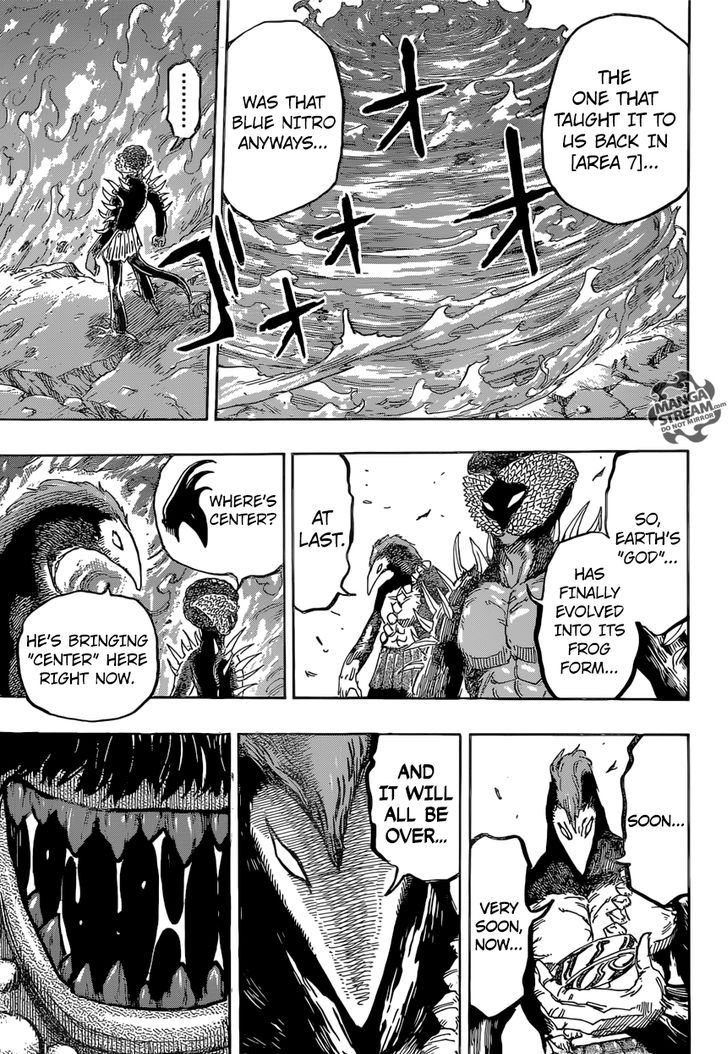 THE
ONE THAT
TAUGHT IT TO
US BACK IN
[AREA 7]...
WAS THAT
BLUE NITRO
ANYWAYS...
オオオオ
ゴ
........
MANGA
STREAM.com
DO NOT MIRROR
SO,
EARTH'S
"GOD"...
HAS
FINALLY
EVOLVED
INTO ITS
FROG
FORM...
AT
LAST.
WHERE'S
CENTER?
HE'S BRINGING
"CENTER" HERE
RIGHT NOW.
SOON...
VERY
SOON,
NOW...
AND
IT WILL
ALL BE
OVER...